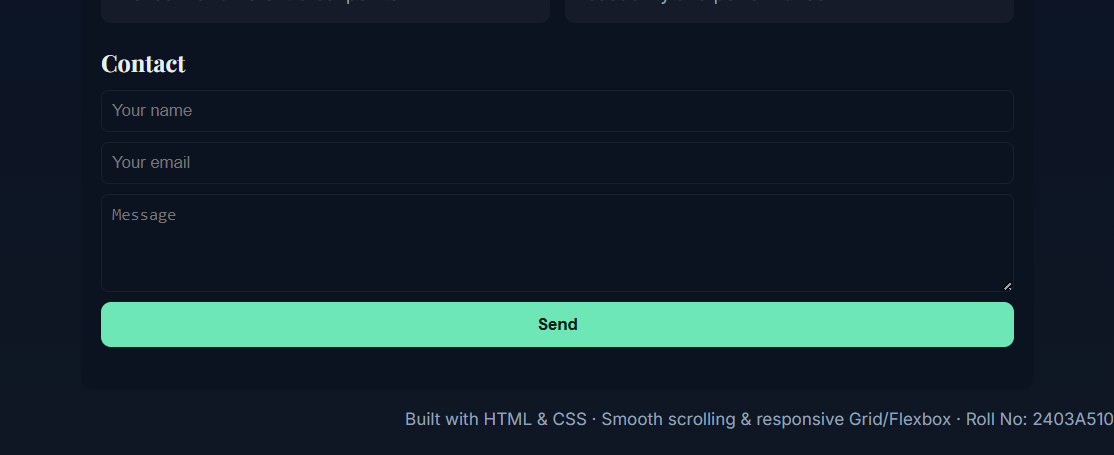 Contact
Your name
Your email
Message
Send
Built with HTML & CSS · Smooth scrolling & responsive Grid/Flexbox · Roll No: 2403A510